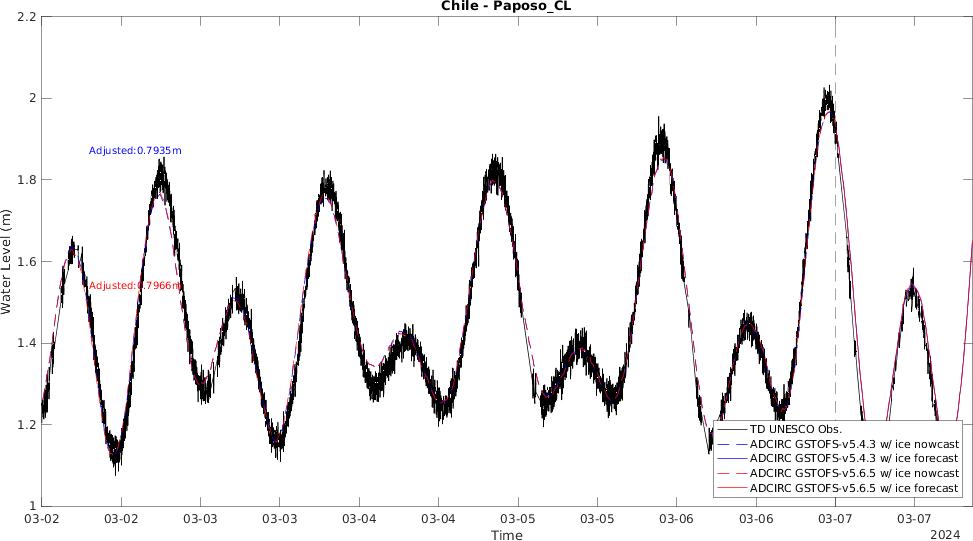 Chile - Paposo_CL
2.2
2
1.8
1.6
1.4
1.2
1
Water Level (m)
Adjusted:0.7935m
Adjusted:0.7966m
TD UNESCO Obs.
ADCIRC GSTOFS-v5.4.3 w/ ice nowcast
ADCIRC GSTOFS-v5.4.3 w/ ice forecast
ADCIRC GSTOFS-v5.6.5 w/ ice nowcast
ADCIRC GSTOFS-v5.6.5 w/ ice forecast
03-02 03-02 03-03 03-03 03-04 03-04 03-05 03-05 03-06 03-06 03-07 03-07
Time
2024